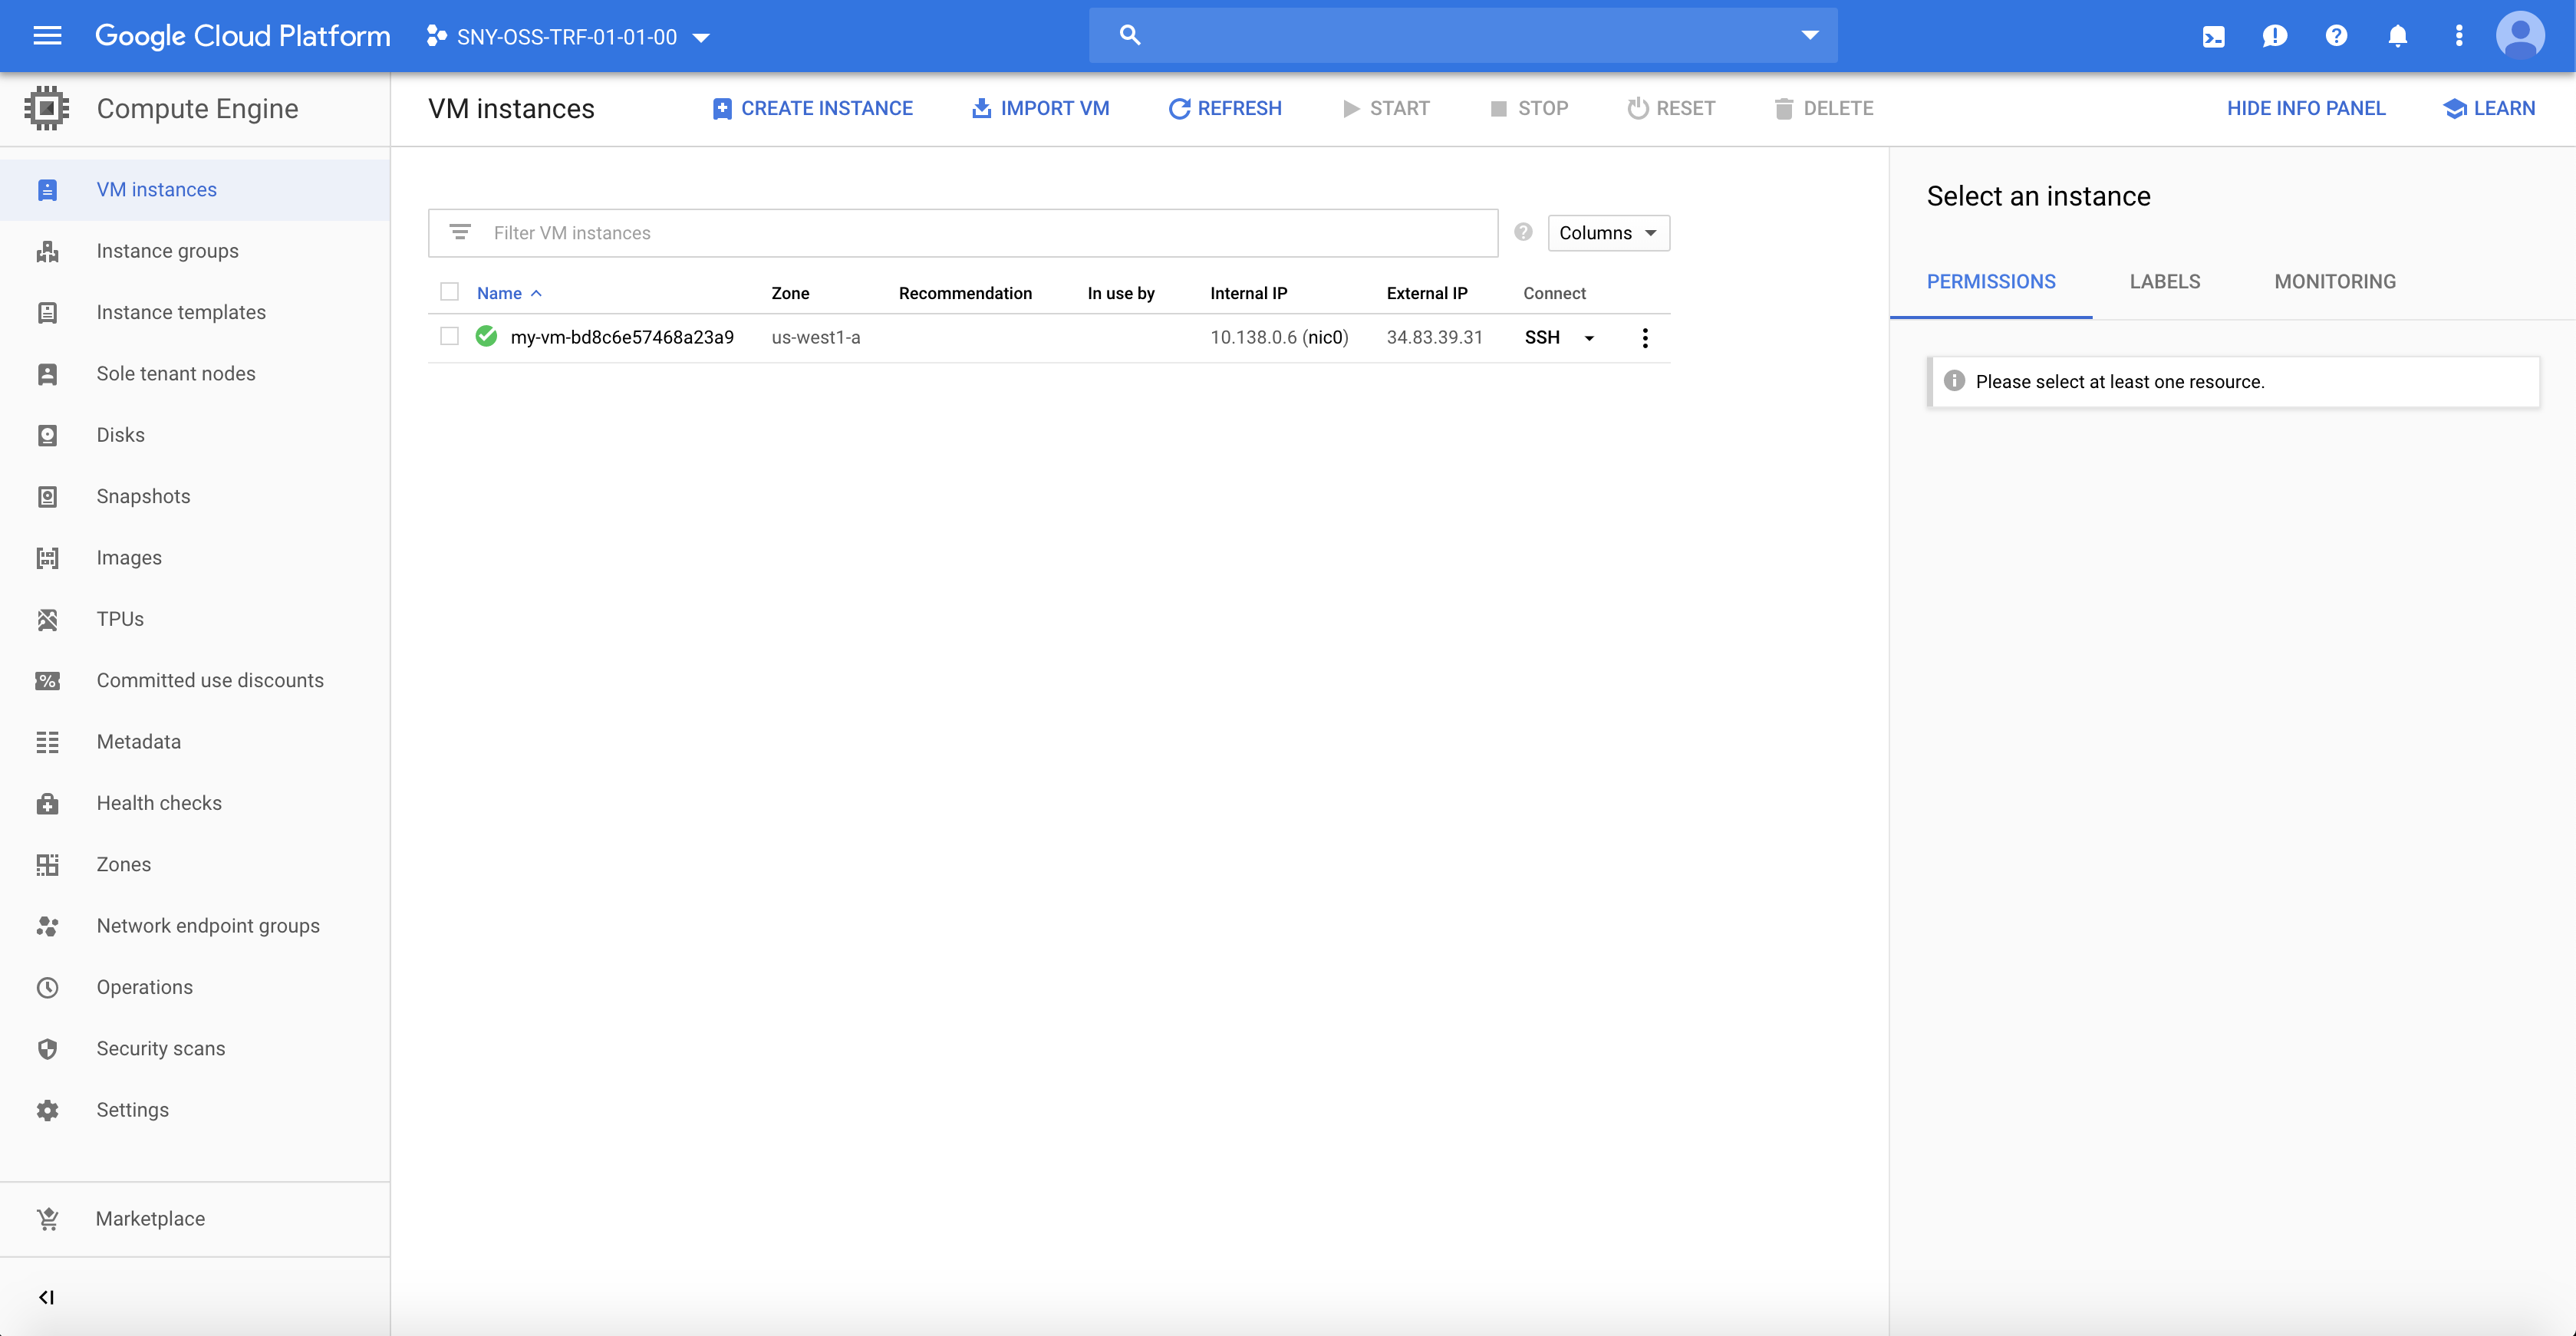 Google Cloud Platform SNY-OSS-TRF-01-01-00
Compute Engine
VM instances
Instance groups
Instance templates
Sole tenant nodes
Disks
Snapshots
Images
TPUs
Committed use discounts
Metadata
Health checks
Zones
Network endpoint groups
Operations
Security scans
Settings
Marketplace
VM instances CREATE INSTANCE IMPORT VM REFRESH START STOP RESET DELETE HIDE INFO PANEL LEARN
Filter VM instances Columns
Name Zone Recommendation In use by Internal IP External IP Connect
my-vm-bd8c6e57468a23a9 us-west1-a 10.138.0.6 (nic0) 34.83.39.31 SSH
Select an instance
PERMISSIONS LABELS MONITORING
Please select at least one resource.